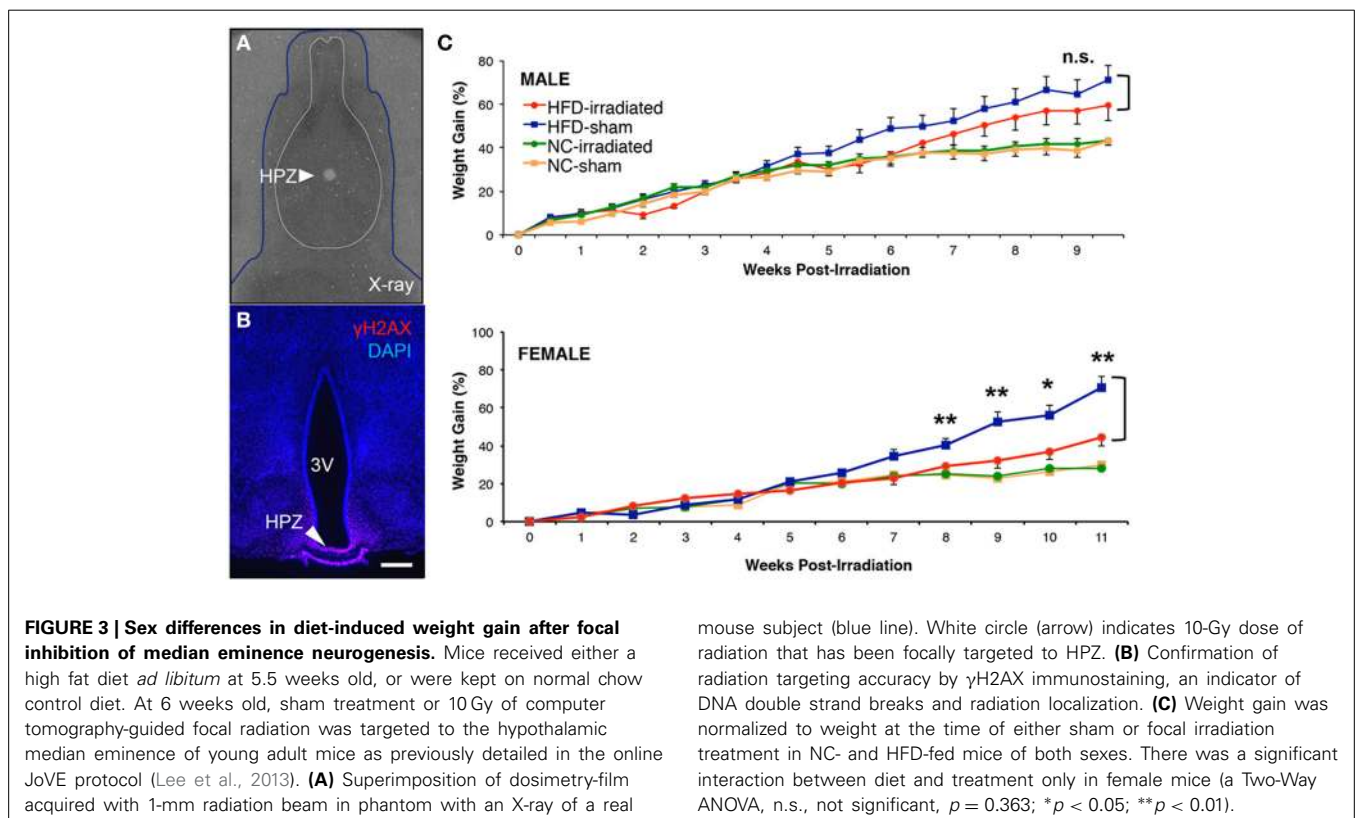 A
HPZ
X-ray
B
γH2AX
DAPI
3V
HPZ
C
80
60
40
20
0
Weight Gain (%)
MALE
HFD-irradiated
HFD-sham
NC-irradiated
NC-sham
n.s.
0 1 2 3 4 5 6 7 8 9
Weeks Post-Irradiation
100
80
60
40
20
0
Weight Gain (%)
FEMALE
** ** * **
0 1 2 3 4 5 6 7 8 9 10 11
Weeks Post-Irradiation
FIGURE 3 | Sex differences in diet-induced weight gain after focal
inhibition of median eminence neurogenesis. Mice received either a
high fat diet ad libitum at 5.5 weeks old, or were kept on normal chow
control diet. At 6 weeks old, sham treatment or 10 Gy of computer
tomography-guided focal radiation was targeted to the hypothalamic
median eminence of young adult mice as previously detailed in the online
JoVE protocol (Lee et al., 2013). (A) Superimposition of dosimetry-film
acquired with 1-mm radiation beam in phantom with an X-ray of a real
mouse subject (blue line). White circle (arrow) indicates 10-Gy dose of
radiation that has been focally targeted to HPZ. (B) Confirmation of
radiation targeting accuracy by γH2AX immunostaining, an indicator of
DNA double strand breaks and radiation localization. (C) Weight gain was
normalized to weight at the time of either sham or focal irradiation
treatment in NC- and HFD-fed mice of both sexes. There was a significant
interaction between diet and treatment only in female mice (a Two-Way
ANOVA, n.s., not significant, p = 0.363; *p < 0.05; **p < 0.01).